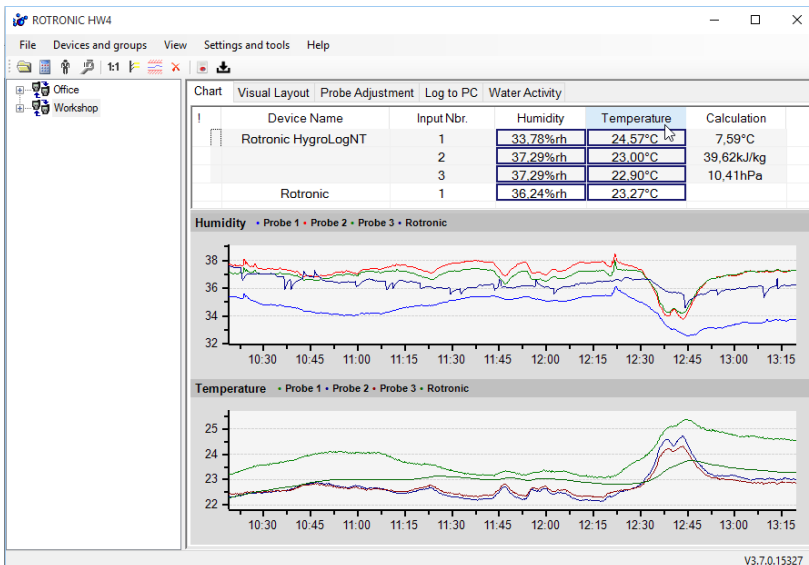 ROTRONIC HW4
File Devices and groups View Settings and tools Help
1:1
Office
Workshop
Chart Visual Layout Probe Adjustment Log to PC Water Activity
! Device Name Input Nbr. Humidity Temperature Calculation
Rotronic HygroLogNT 1 33,78%rh 24,57°C 7,59°C
2 37,29%rh 23,00°C 39,62kJ/kg
3 37,29%rh 22,90°C 10,41hPa
Rotronic 1 36,24%rh 23,27°C
Humidity • Probe 1 • Probe 2 • Probe 3 • Rotronic
38
36
34
32
10:30 10:45 11:00 11:15 11:30 11:45 12:00 12:15 12:30 12:45 13:00 13:15
Temperature • Probe 1 • Probe 2 • Probe 3 • Rotronic
25
24
23
22
10:30 10:45 11:00 11:15 11:30 11:45 12:00 12:15 12:30 12:45 13:00 13:15
V3.7.0.15327